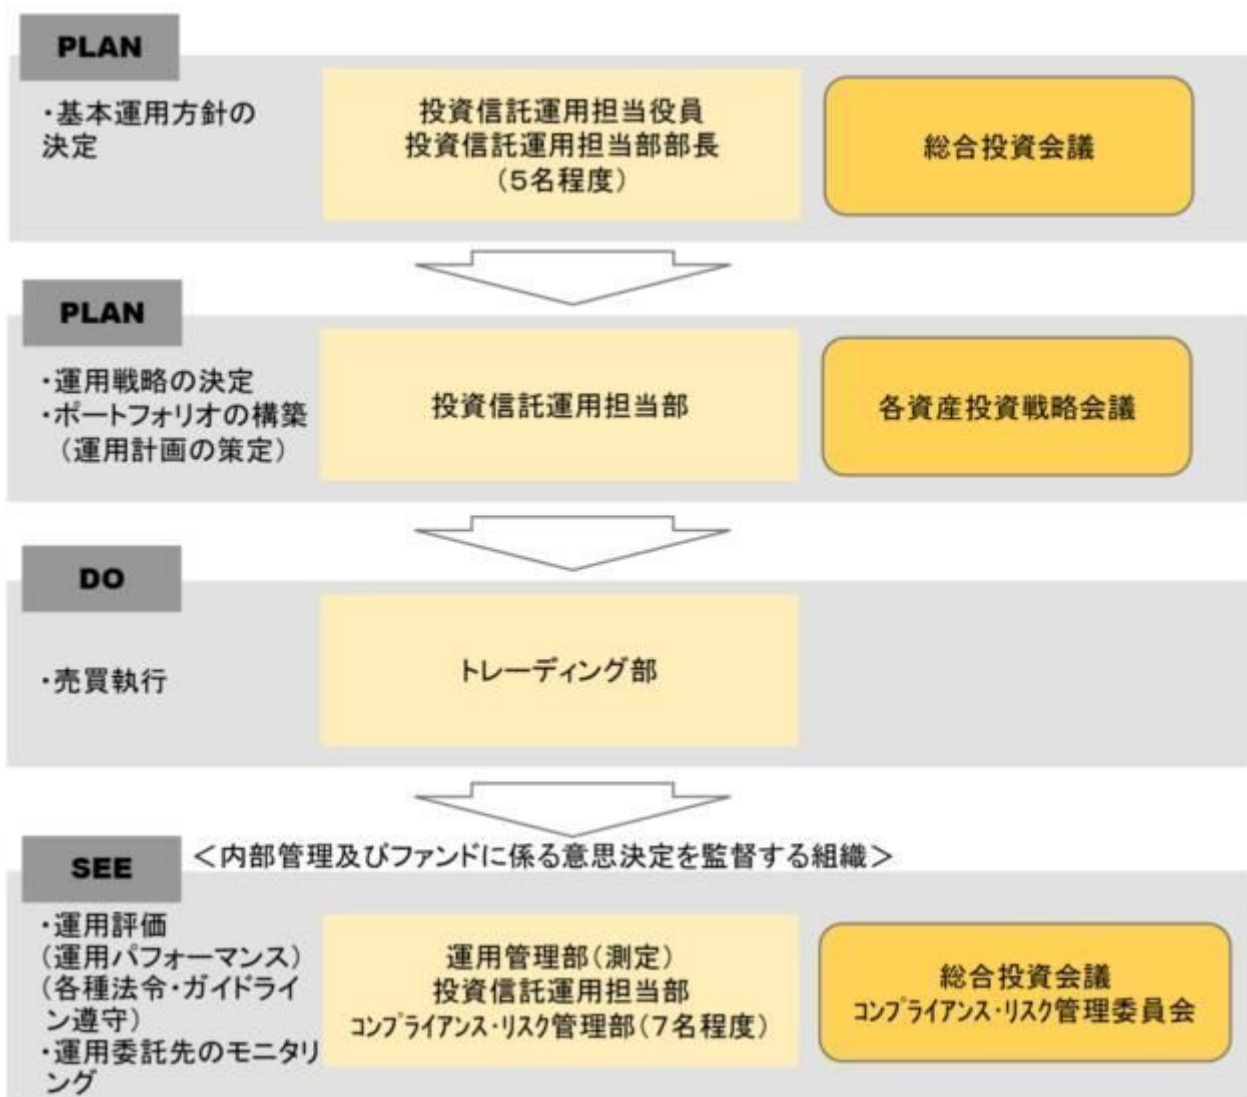 PLAN
・基本運用方針の
決定
投資信託運用担当役員
投資信託運用担当部部長
(5名程度)
総合投資会議
PLAN
・運用戦略の決定
・ポートフォリオの構築
(運用計画の策定)
投資信託運用担当部
各資産投資戦略会議
DO
・売買執行
トレーディング部
SEE
＜内部管理及びファンドに係る意思決定を監督する組織＞
・運用評価
(運用パフォーマンス)
(各種法令・ガイドライ
ン遵守)
・運用委託先のモニタリ
ング
運用管理部(測定)
投資信託運用担当部
ｺﾝﾌﾟﾗｲｱﾝｽ･ﾘｽｸ管理部(7名程度)
総合投資会議
ｺﾝﾌﾟﾗｲｱﾝｽ･ﾘｽｸ管理委員会